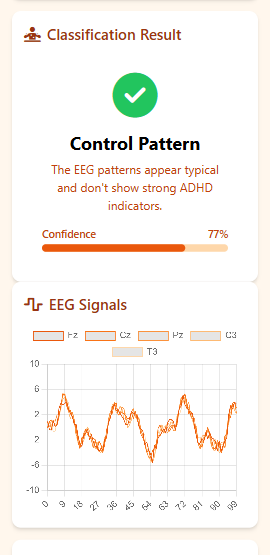 Classification Result
Control Pattern
The EEG patterns appear typical
and don't show strong ADHD
indicators.
Confidence 77%
EEG Signals
Fz Cz Pz C3
T3
10
6
2
2
-6
-10
0 9 18 27 36 45 54 63 72 81 90 99